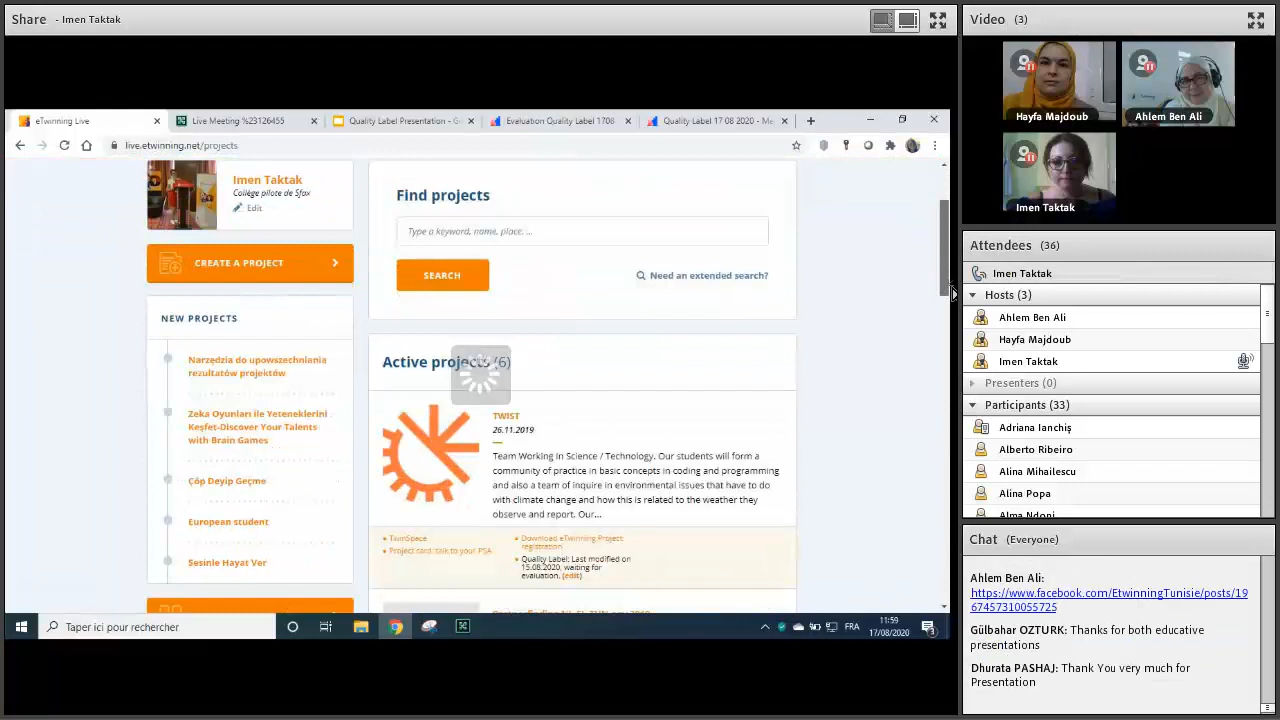 Share - Imen Taktak
eTwinning Live
Live Meeting %23126455
Quality Label Presentation - G
Evaluation Quality Label 1708
Quality Label 17 08 2020 - Me
live.etwinning.net/projects
Imen Taktak
Collège pilote de Sfax
Edit
CREATE A PROJECT
NEW PROJECTS
Narzędzia do upowszechniania
rezultatów projektów
Zeka Oyunları ile Yeteneklerini
Keşfet-Discover Your Talents
with Brain Games
Çöp Deyip Geçme
European student
Sesinle Hayat Ver
Find projects
Type a keyword, name, place. ...
SEARCH
Need an extended search?
Active projects (6)
TWIST
26.11.2019
Team Working in Science / Technology. Our students will form a
community of practice in basic concepts in coding and programming
and also a team of inquire in environmental issues that have to do
with climate change and how this is related to the weather they
observe and report. Our...
TwinSpace
Project card: talk to your PSA
Download eTwinning Project
registration
Quality Label: Last modified on
15.08.2020, waiting for
evaluation. (edit)
Taper ici pour rechercher
FRA
11:59
17/08/2020
3
Video (3)
Hayfa Majdoub
Ahlem Ben Ali
Imen Taktak
Attendees (36)
Imen Taktak
Hosts (3)
Ahlem Ben Ali
Hayfa Majdoub
Imen Taktak
Presenters (0)
Participants (33)
Adriana Ianchiş
Alberto Ribeiro
Alina Mihailescu
Alina Popa
Alma Ndoni
Chat (Everyone)
Ahlem Ben Ali:
https://www.facebook.com/EtwinningTunisie/posts/19
67457310055725
Gülbahar OZTURK: Thanks for both educative
presentations
Dhurata PASHAJ: Thank You very much for
Presentation